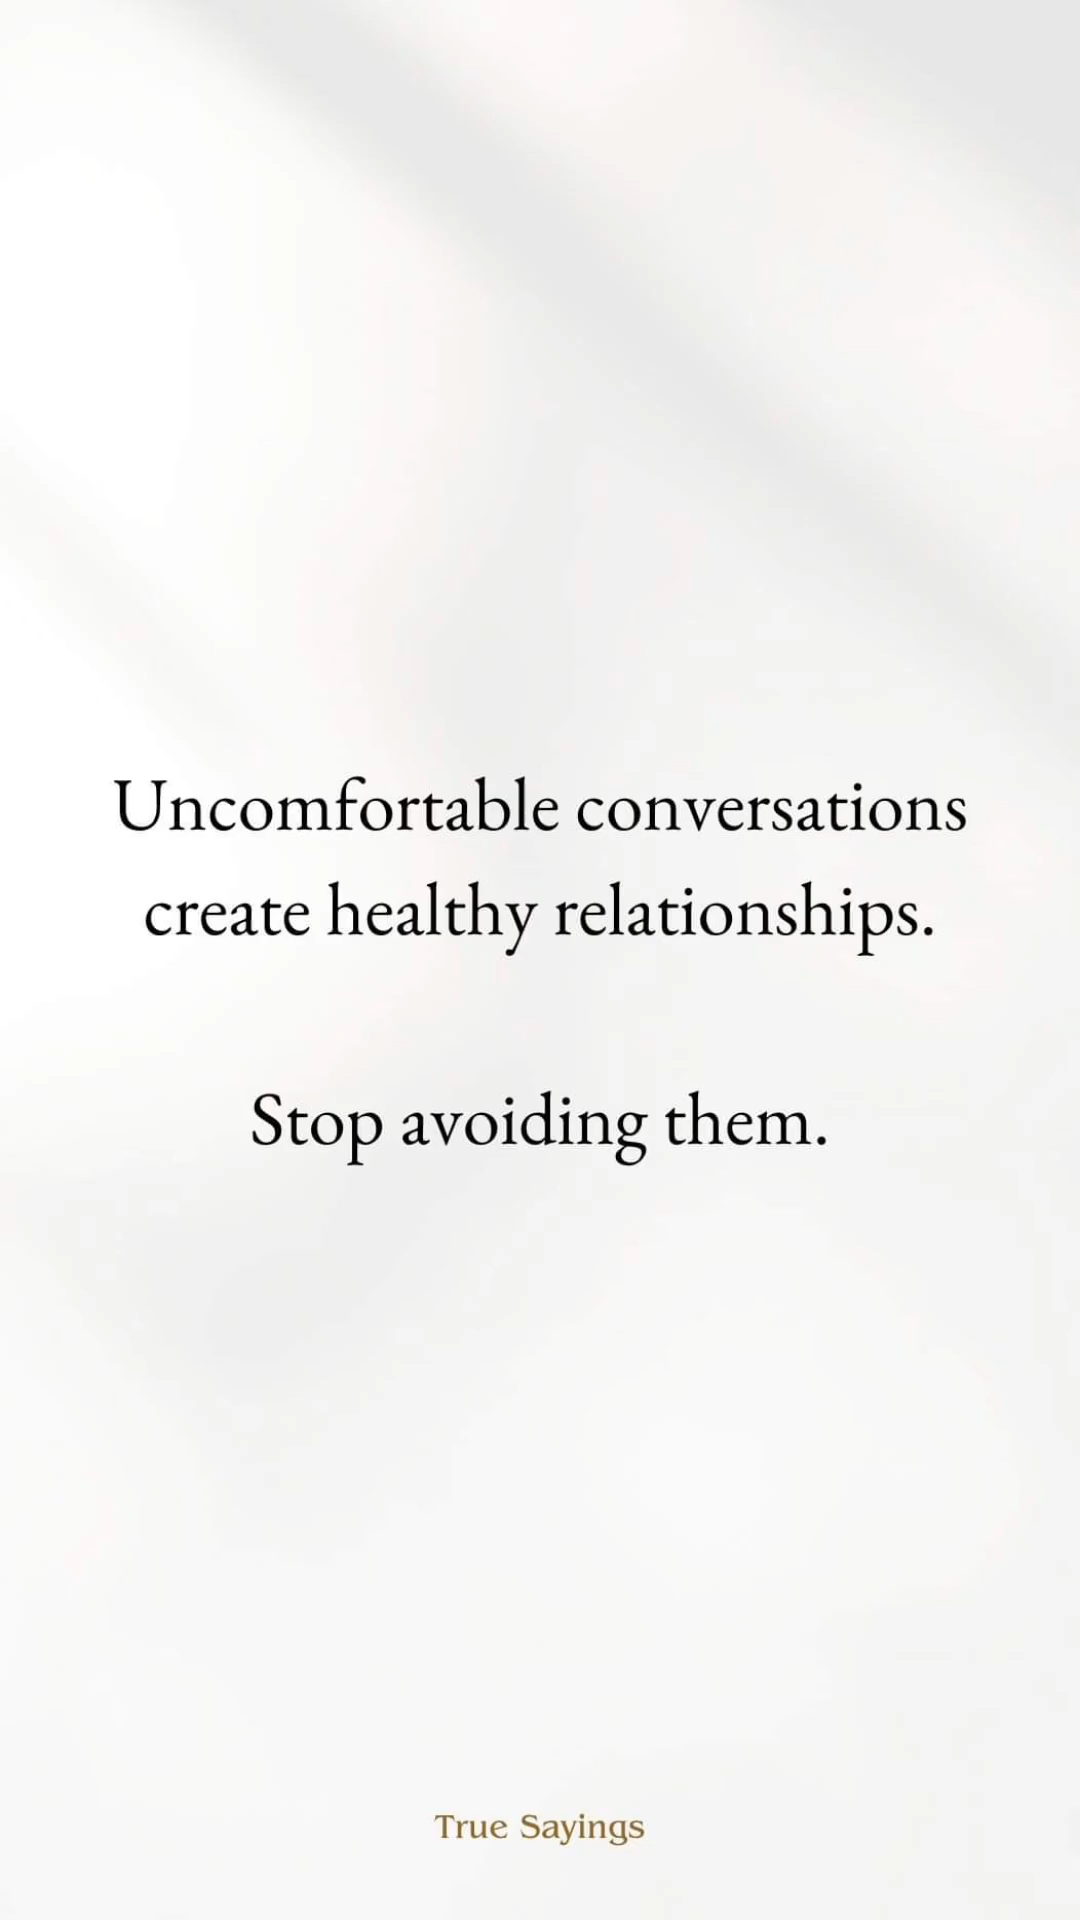 Uncomfortable conversations
create healthy relationships.
Stop avoiding them.
True Sayings